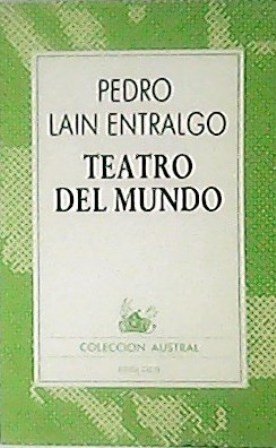 PEDRO
LAIN ENTRALGO
TEATRO
DEL MUNDO
COLECCION AUSTRAL